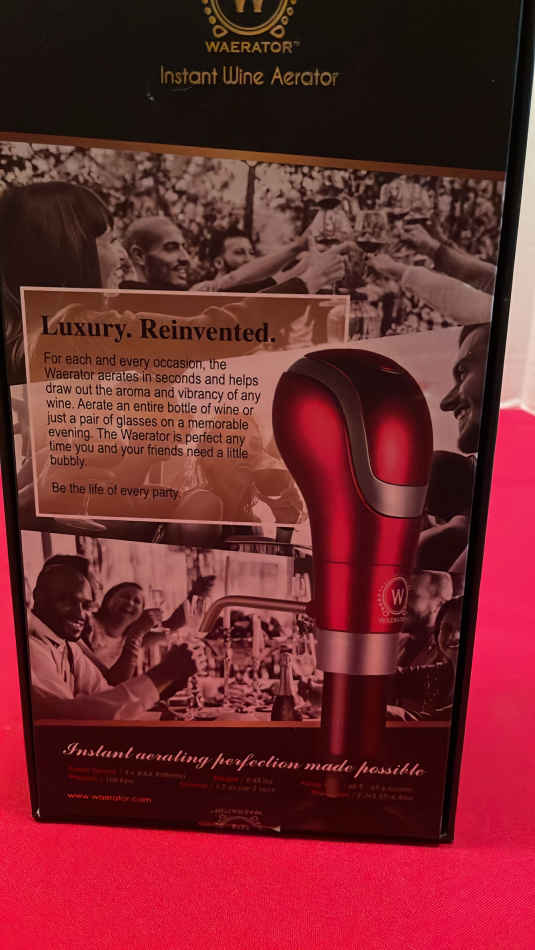 W
WAERATOR™
Instant Wine Aerator
Luxury. Reinvented.
For each and every occasion, the
Waerator aerates in seconds and helps
draw out the aroma and vibrancy of any
wine. Aerate an entire bottle of wine or
just a pair of glasses on a memorable
evening. The Waerator is perfect any
time you and your friends need a little
bubbly.
Be the life of every party.
W
WAERATOR
Instant aerating perfection made possible
www.waerator.com